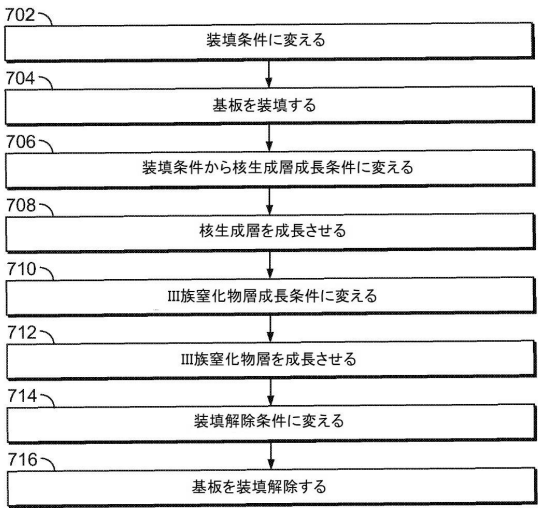 702
装填条件に変える
704
基板を装填する
706
装填条件から核生成層成長条件に変える
708
核生成層を成長させる
710
III族窒化物層成長条件に変える
712
III族窒化物層を成長させる
714
装填解除条件に変える
716
基板を装填解除する